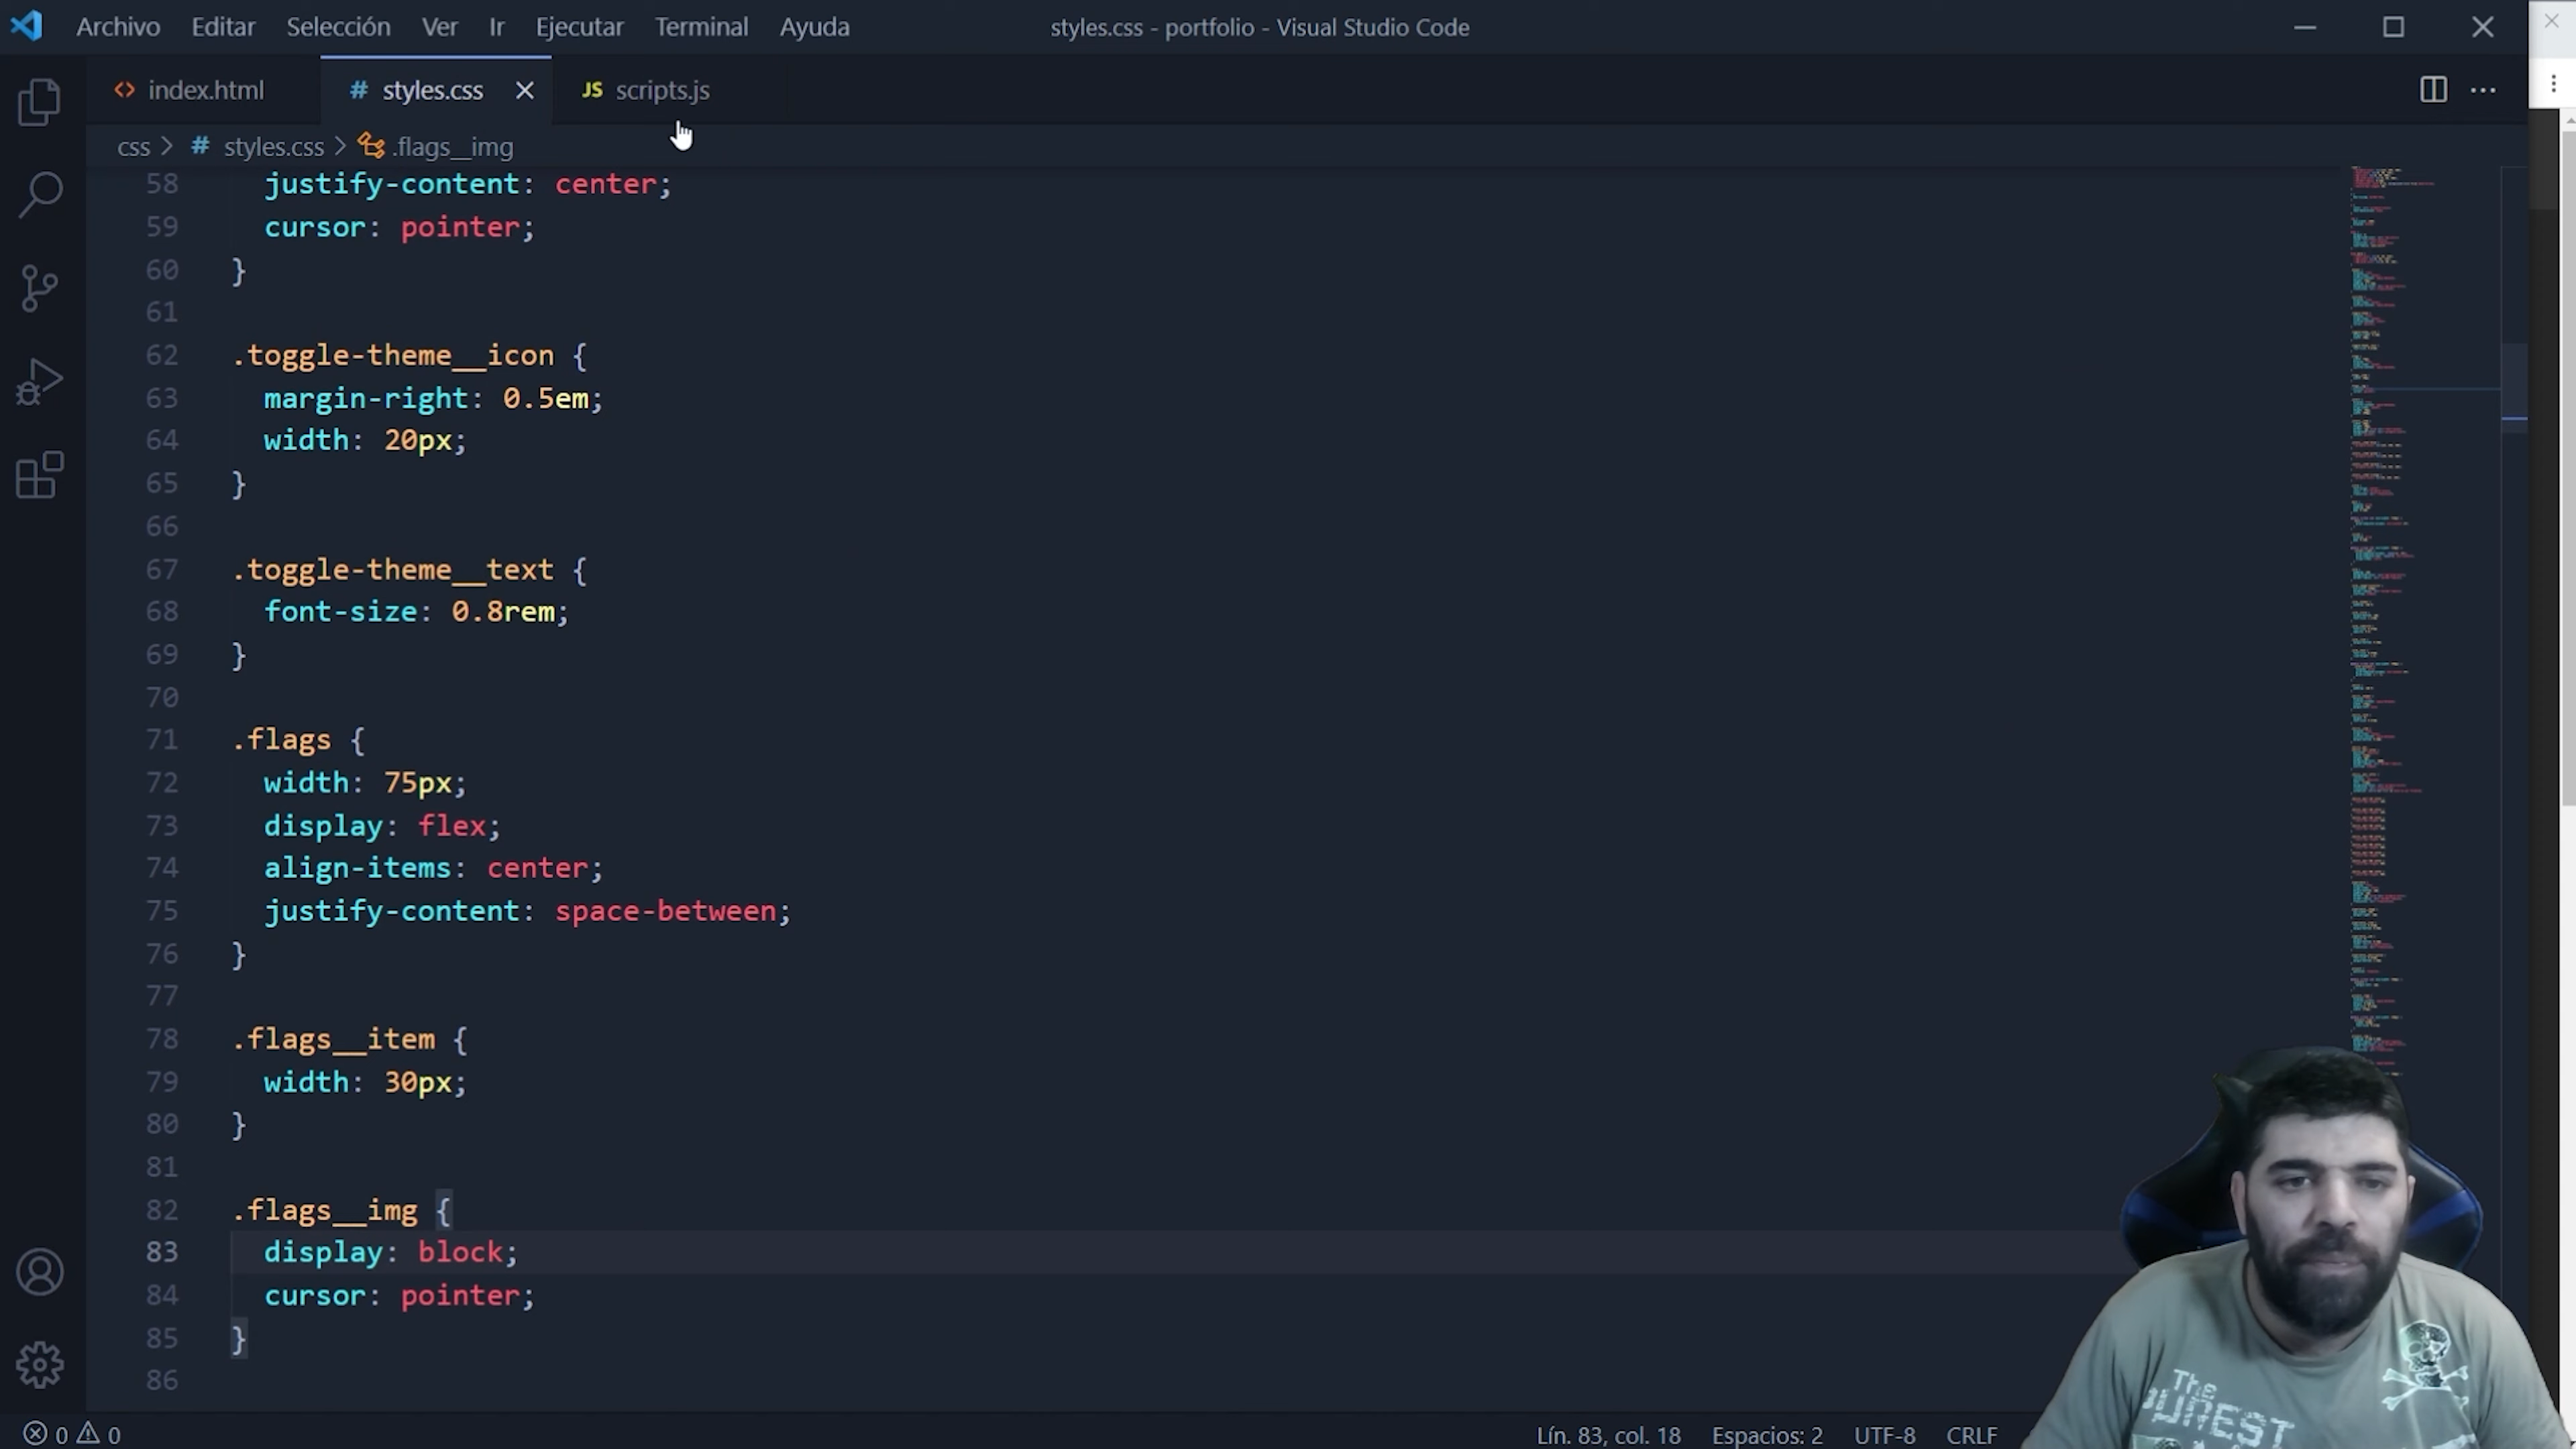 Archivo Editar Selección Ver Ir Ejecutar Terminal Ayuda styles.css - portfolio - Visual Studio Code
<> index.html # styles.css JS scripts.js
css > # styles.css > .flags__img
58 justify-content: center;
59 cursor: pointer;
60 }
61
62 .toggle-theme__icon {
63 margin-right: 0.5em;
64 width: 20px;
65 }
66
67 .toggle-theme__text {
68 font-size: 0.8rem;
69 }
70
71 .flags {
72 width: 75px;
73 display: flex;
74 align-items: center;
75 justify-content: space-between;
76 }
77
78 .flags__item {
79 width: 30px;
80 }
81
82 .flags__img {
83 display: block;
84 cursor: pointer;
85 }
86
0 0 Lín. 83, col. 18 Espacios: 2 UTF-8 CRLF
The